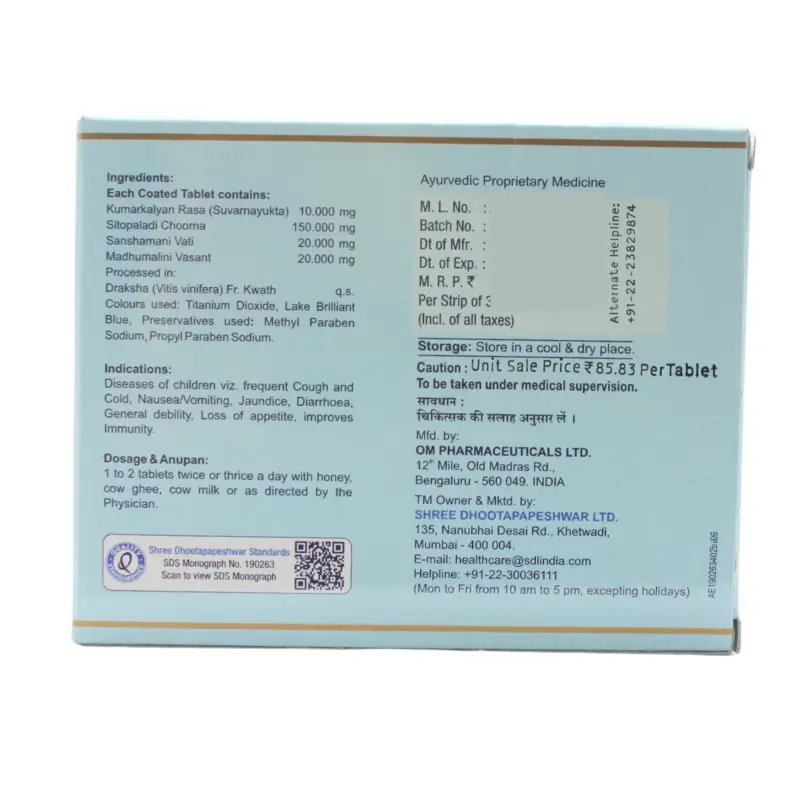 Ingredients:
Each Coated Tablet contains:
Kumarkalyan Rasa (Suvarnayukta) 10.000 mg
Sitopaladi Choorna 150.000 mg
Sanshamani Vati 20.000 mg
Madhumalini Vasant 20.000 mg
Processed in:
Draksha (Vitis vinifera) Fr. Kwath q.s.
Colours used: Titanium Dioxide, Lake Brilliant
Blue, Preservatives used: Methyl Paraben
Sodium, Propyl Paraben Sodium.
Indications:
Diseases of children viz. frequent Cough and
Cold, Nausea/Vomiting, Jaundice, Diarrhoea,
General debility, Loss of appetite, improves
Immunity.
Dosage & Anupan:
1 to 2 tablets twice or thrice a day with honey,
cow ghee, cow milk or as directed by the
Physician.
QUALITY
Q
Shree Dhootapapeshwar Standards
SDS Monograph No. 190263
Scan to view SDS Monograph
Ayurvedic Proprietary Medicine
M. L. No. :
Batch No. :
Dt of Mfr. :
Dt. of Exp. :
M. R. P. ₹
Per Strip of 3
(Incl. of all taxes)
Alternate Helpline:
+91-22-23829874
Storage: Store in a cool & dry place.
Caution : Unit Sale Price ₹85.83 Per Tablet
To be taken under medical supervision.
सावधान :
चिकित्सक की सलाह अनुसार लें ।
Mfd. by:
OM PHARMACEUTICALS LTD.
12th Mile, Old Madras Rd.,
Bengaluru - 560 049. INDIA
TM Owner & Mktd. by:
SHREE DHOOTAPAPESHWAR LTD.
135, Nanubhai Desai Rd., Khetwadi,
Mumbai - 400 004.
E-mail: healthcare@sdlindia.com
Helpline: +91-22-30036111
(Mon to Fri from 10 am to 5 pm, excepting holidays)